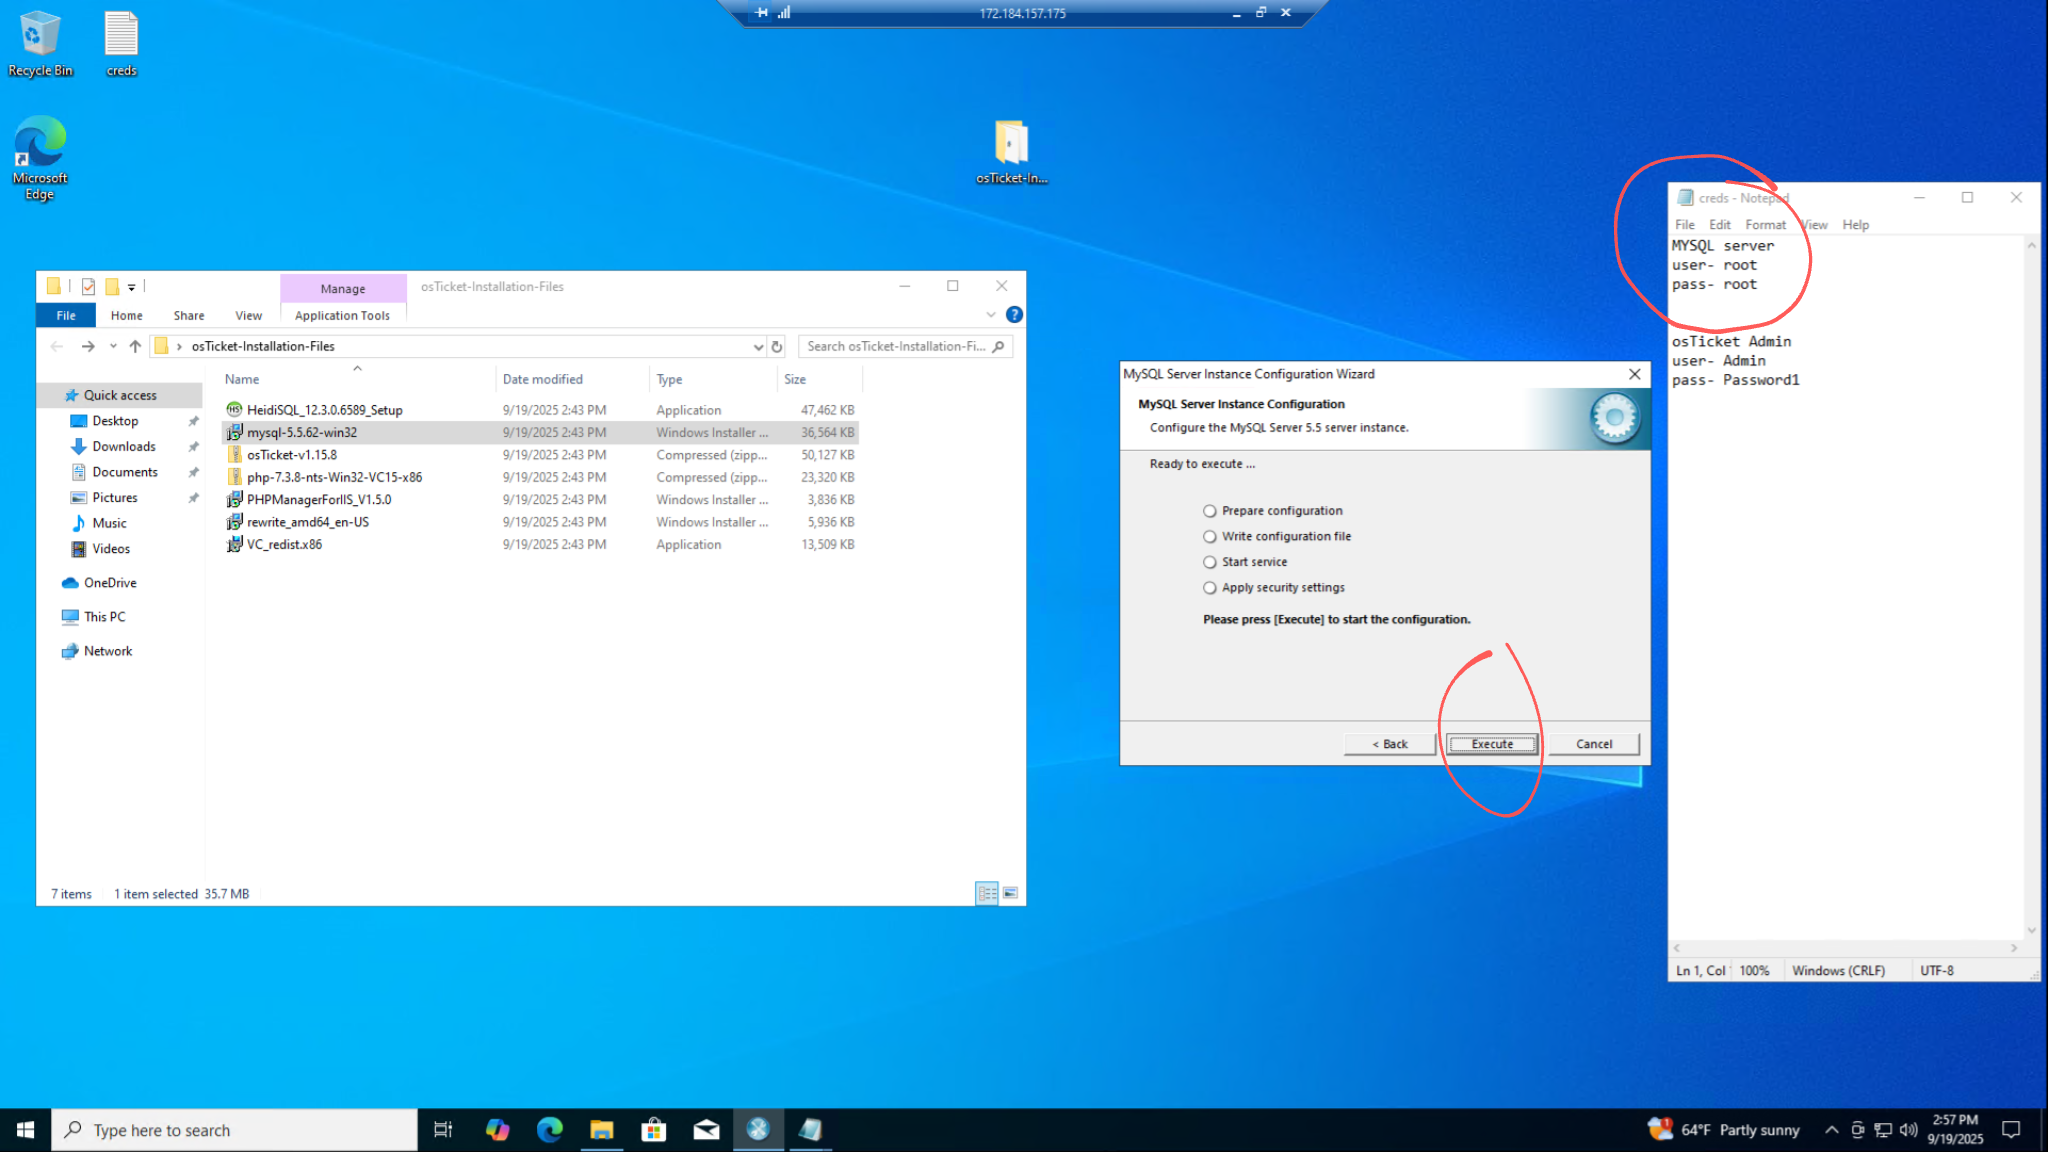 172.184.157.175
Recycle Bin
creds
Microsoft
Edge
osTicket-In...
Manage
osTicket-Installation-Files
File
Home
Share
View
Application Tools
osTicket-Installation-Files
Search osTicket-Installation-Fi...
Name
Date modified
Type
Size
Quick access
Desktop
Downloads
Documents
Pictures
Music
Videos
OneDrive
This PC
Network
HeidiSQL_12.3.0.6589_Setup 9/19/2025 2:43 PM Application 47,462 KB
mysql-5.5.62-win32 9/19/2025 2:43 PM Windows Installer ... 36,564 KB
osTicket-v1.15.8 9/19/2025 2:43 PM Compressed (zipp... 50,127 KB
php-7.3.8-nts-Win32-VC15-x86 9/19/2025 2:43 PM Compressed (zipp... 23,320 KB
PHPManagerForIIS_V1.5.0 9/19/2025 2:43 PM Windows Installer ... 3,836 KB
rewrite_amd64_en-US 9/19/2025 2:43 PM Windows Installer ... 5,936 KB
VC_redist.x86 9/19/2025 2:43 PM Application 13,509 KB
7 items 1 item selected 35.7 MB
MySQL Server Instance Configuration Wizard
MySQL Server Instance Configuration
Configure the MySQL Server 5.5 server instance.
Ready to execute ...
Prepare configuration
Write configuration file
Start service
Apply security settings
Please press [Execute] to start the configuration.
< Back
Execute
Cancel
creds - Notepad
File Edit Format View Help
MYSQL server
user- root
pass- root
osTicket Admin
user- Admin
pass- Password1
Ln 1, Col 100% Windows (CRLF) UTF-8
Type here to search
64°F Partly sunny
2:57 PM
9/19/2025